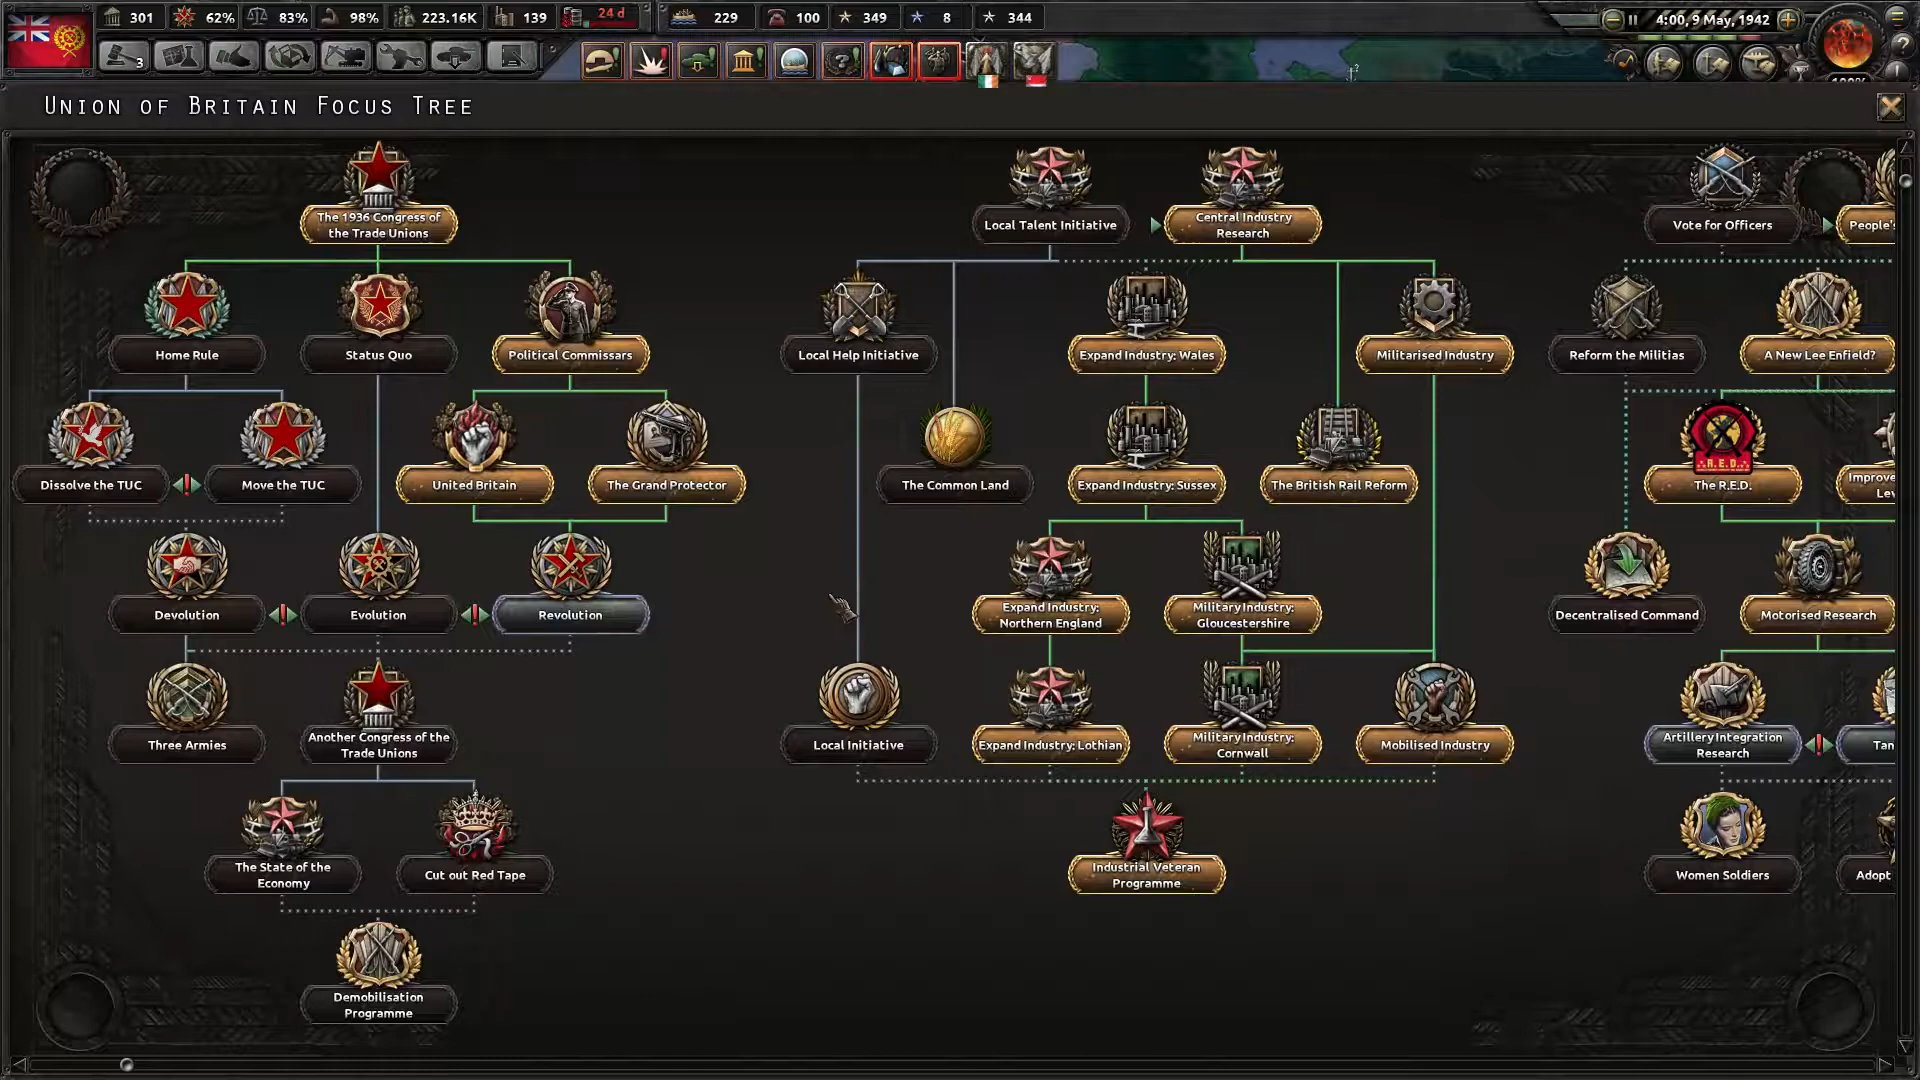 301
62%
83%
98%
223.16K
139
24 d
229
100
349
8
344
4:00, 9 May, 1942
3
Union of Britain Focus Tree
The 1936 Congress of
the Trade Unions
Local Talent Initiative
Central Industry
Research
Vote for Officers
People's
Home Rule
Status Quo
Political Commissars
Local Help Initiative
Expand Industry: Wales
Militarised Industry
Reform the Militias
A New Lee Enfield?
R.E.D.
Dissolve the TUC
Move the TUC
United Britain
The Grand Protector
The Common Land
Expand Industry: Sussex
The British Rail Reform
The R.E.D.
Improve
Lev
Devolution
Evolution
Revolution
Expand Industry:
Northern England
Military Industry:
Gloucestershire
Decentralised Command
Motorised Research
Three Armies
Another Congress of the
Trade Unions
Local Initiative
Expand Industry: Lothian
Military Industry:
Cornwall
Mobilised Industry
Artillery Integration
Research
Tan
The State of the
Economy
Cut out Red Tape
Industrial Veteran
Programme
Women Soldiers
Adopt
Demobilisation
Programme